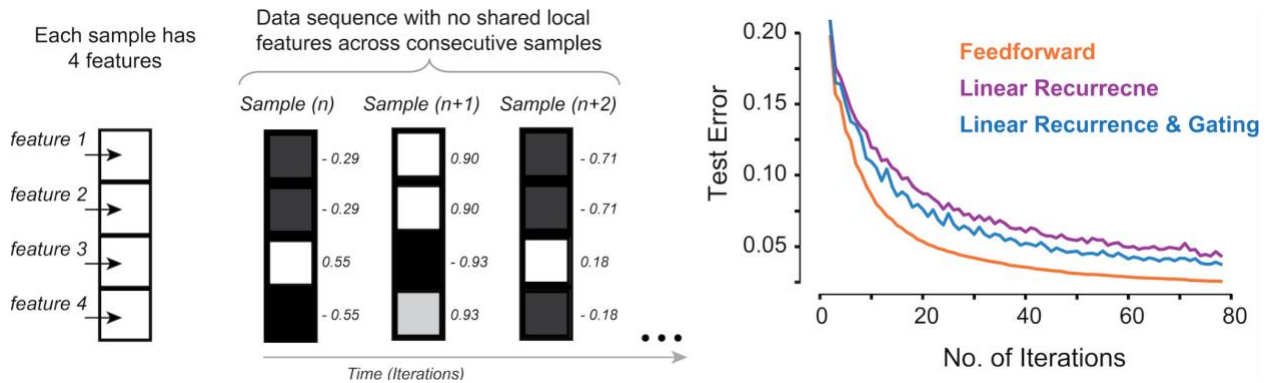 Each sample has
4 features
feature 1
feature 2
feature 3
feature 4
Data sequence with no shared local
features across consecutive samples
Sample (n)
Sample (n+1)
Sample (n+2)
- 0.29
- 0.29
0.55
- 0.55
0.90
0.90
- 0.93
0.93
- 0.71
- 0.71
0.18
- 0.18
•••
Time (Iterations)
Test Error
0.20
0.15
0.10
0.05
0
20
40
60
80
No. of Iterations
Feedforward
Linear Recurrecne
Linear Recurrence & Gating